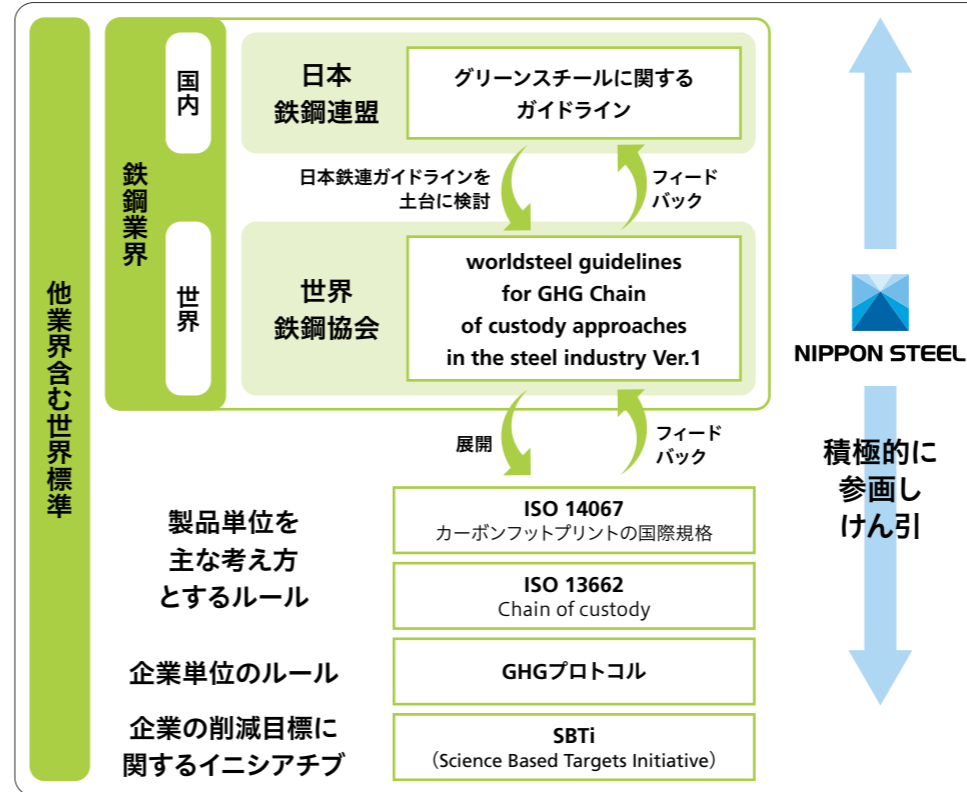 他業界含む世界標準
鉄鋼業界
国内
日本
鉄鋼連盟
グリーンスチールに関する
ガイドライン
日本鉄連ガイドラインを
土台に検討
フィード
バック
世界
世界
鉄鋼協会
worldsteel guidelines
for GHG Chain
of custody approaches
in the steel industry Ver.1
展開
フィード
バック
製品単位を
主な考え方
とするルール
ISO 14067
カーボンフットプリントの国際規格
ISO 13662
Chain of custody
企業単位のルール
GHGプロトコル
企業の削減目標に
関するイニシアチブ
SBTi
（Science Based Targets Initiative）
NIPPON STEEL
積極的に
参画し
けん引